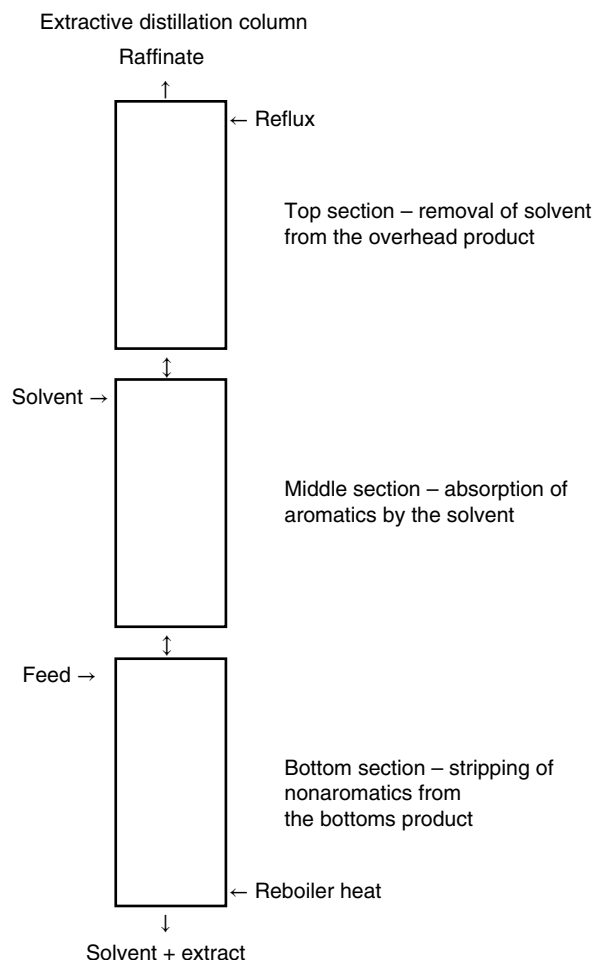 Extractive distillation column
Raffinate
↑
← Reflux
Top section – removal of solvent
from the overhead product
↕
Solvent →
Middle section – absorption of
aromatics by the solvent
↕
Feed →
Bottom section – stripping of
nonaromatics from
the bottoms product
← Reboiler heat
↓
Solvent + extract